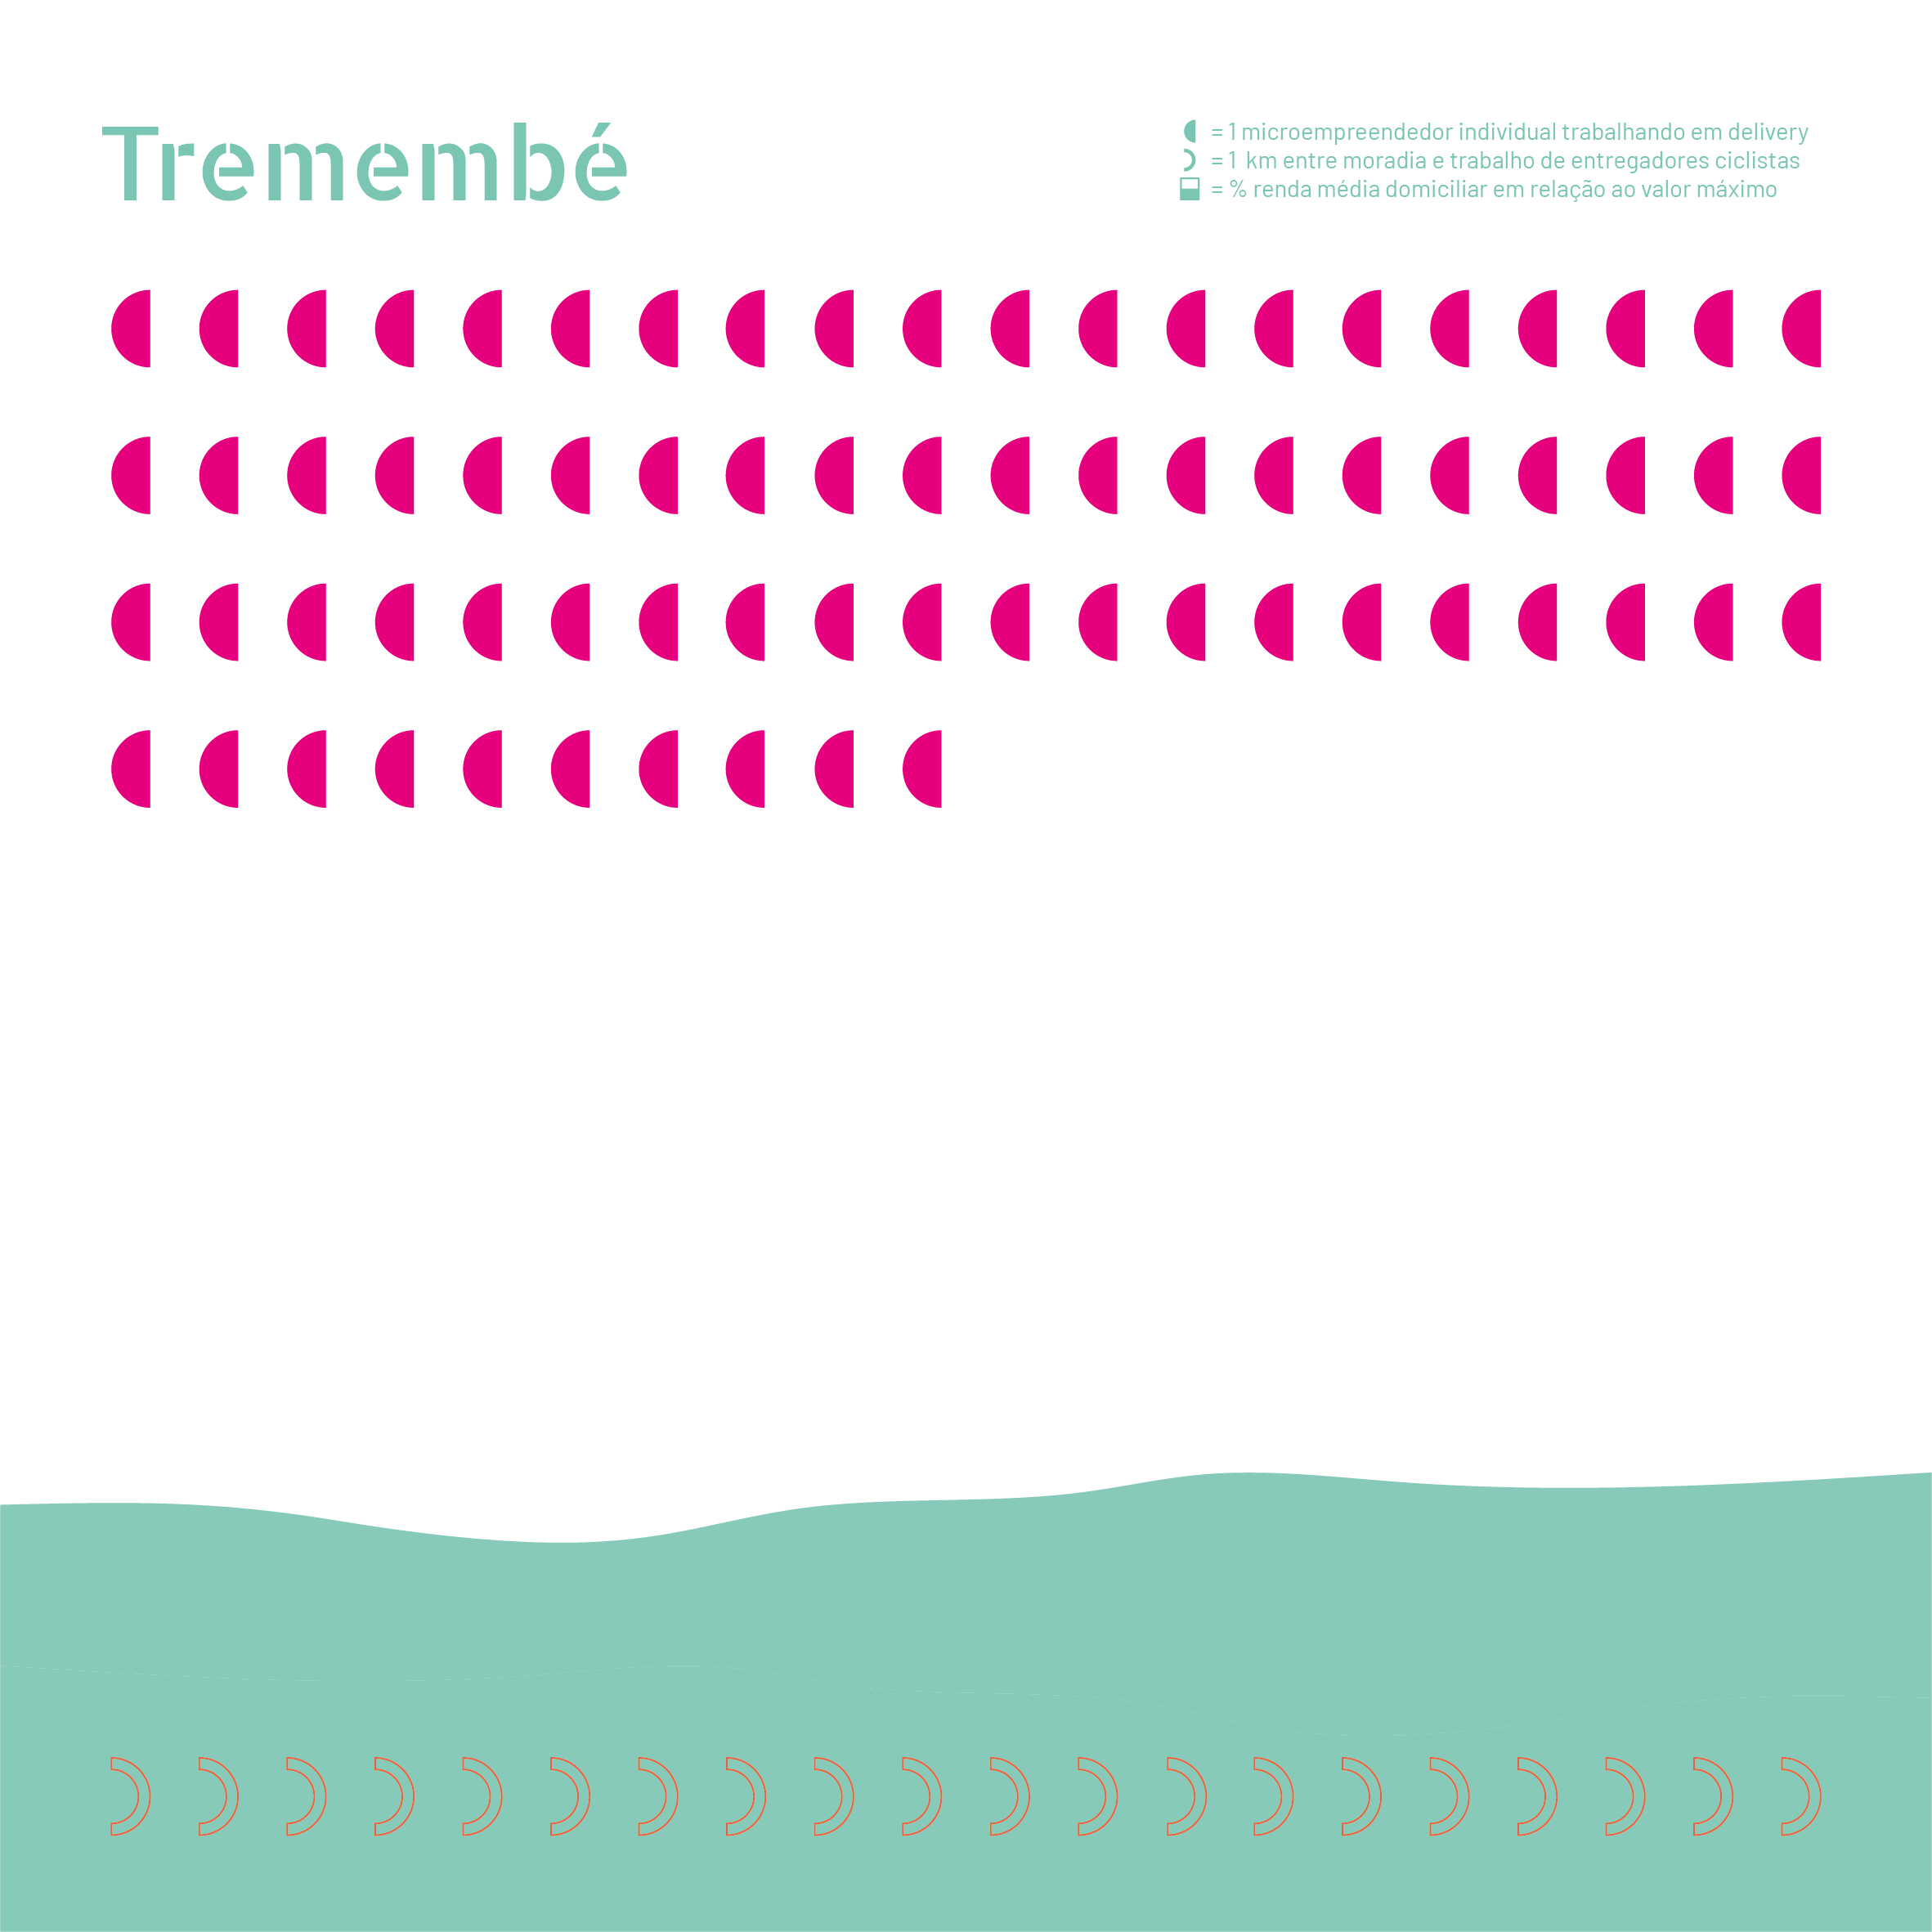 Tremembé
= 1 microempreendedor individual trabalhando em delivery
= 1 km entre moradia e trabalho de entregadores ciclistas
= % renda média domiciliar em relação ao valor máximo